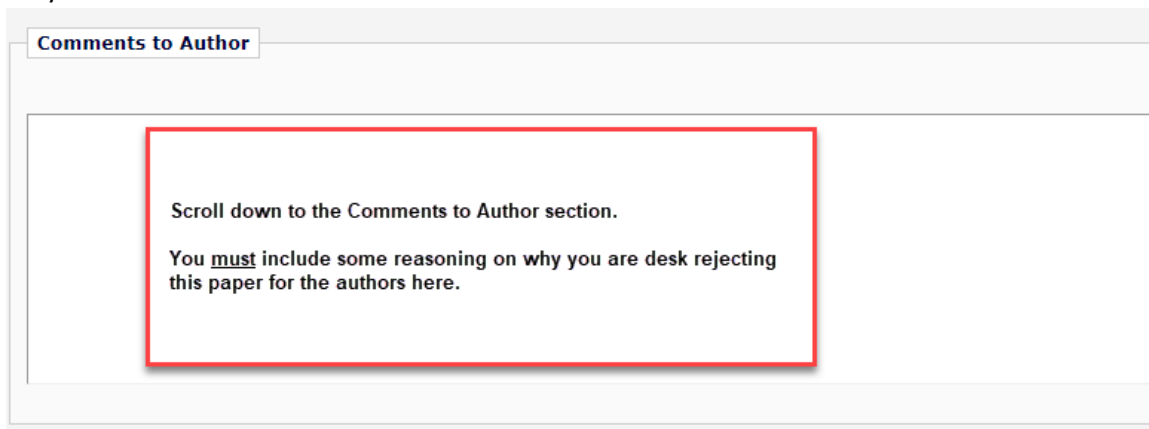 Comments to Author
Scroll down to the Comments to Author section.
You must include some reasoning on why you are desk rejecting
this paper for the authors here.